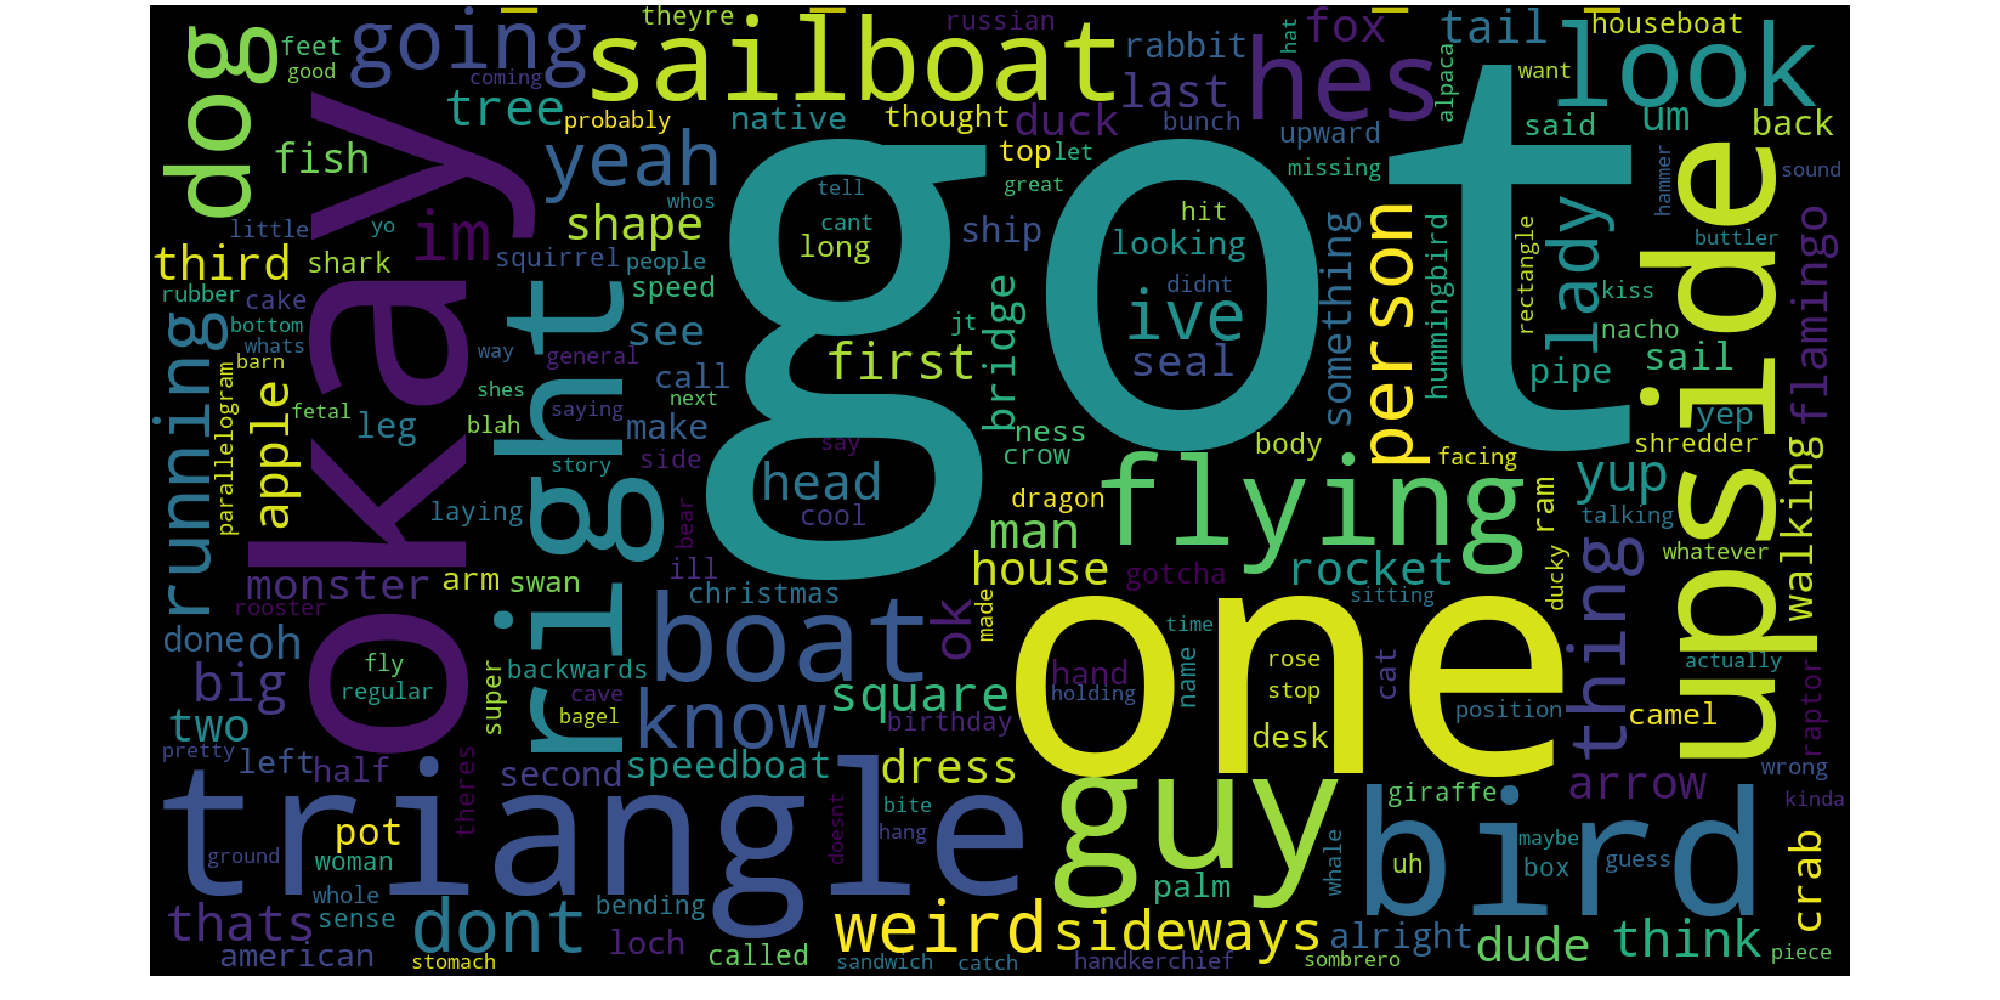 theyre
russian
houseboat
dog
feet
going
sailboat
rabbit
hat
fox
tail
look
good
coming
hes
alpaca
want
tree
probably
native
thought
duck
last
bunch
upward
said
um
back
fish
okay
yeah
top
let
missing
hammer
sound
whos
tell
great
got
upside
little
yo
im
shape
cant
long
ship
hit
looking
something
person
hummingbird
rectangle
lady
buttler
flamingo
third
shark
squirrel
people
didnt
rubber
cake
right
speed
bridge
ive
kiss
bottom
see
jt
nacho
running
whats
way
general
first
seal
sail
barn
parallelogram
apple
shes
call
pipe
fetal
leg
saying
next
yep
blah
make
say
ness
body
shredder
story
side
head
crow
facing
yup
walking
laying
bear
cool
dragon
flying
ram
talking
man
whatever
monster
arm
swan
ill
house
gotcha
rocket
ducky
thing
rooster
christmas
made
sitting
done
oh
boat
ok
one
time
fly
backwards
hand
rose
cat
actually
big
regular
super
cave
square
holding
name
stop
raptor
two
bagel
know
birthday
desk
position
camel
pretty
left
half
theres
second
speedboat
dress
arrow
wrong
triangle
guy
giraffe
kinda
pot
doesnt
bite
bird
hang
whale
maybe
crab
ground
woman
uh
box
guess
whole
palm
thats
sense
dont
bending
weird
sideways
alright
dude
think
american
stomach
loch
called
sandwich
catch
handkerchief
sombrero
piece